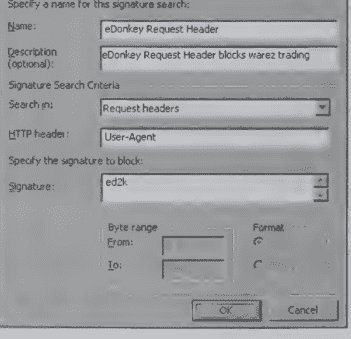 Specify a name for this signature search:
Name: eDonkey Request Header
Description (optional): eDonkey Request Header blocks warez trading
Signature Search Criteria
Search in: Request headers
HTTP header: User-Agent
Specify the signature to block:
Signature: ed2k
Byte range Format
From:
To:
OK Cancel